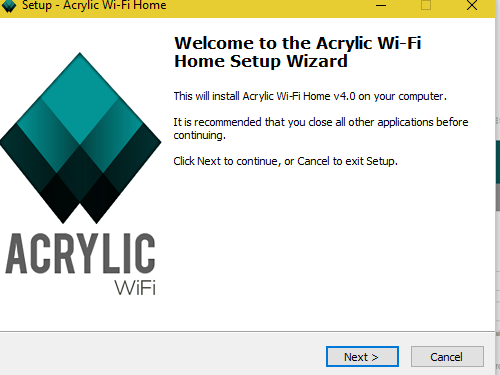 Setup - Acrylic Wi-Fi Home
Welcome to the Acrylic Wi-Fi
Home Setup Wizard
This will install Acrylic Wi-Fi Home v4.0 on your computer.
It is recommended that you close all other applications before
continuing.
Click Next to continue, or Cancel to exit Setup.
ACRYLIC
WiFi
Next >
Cancel